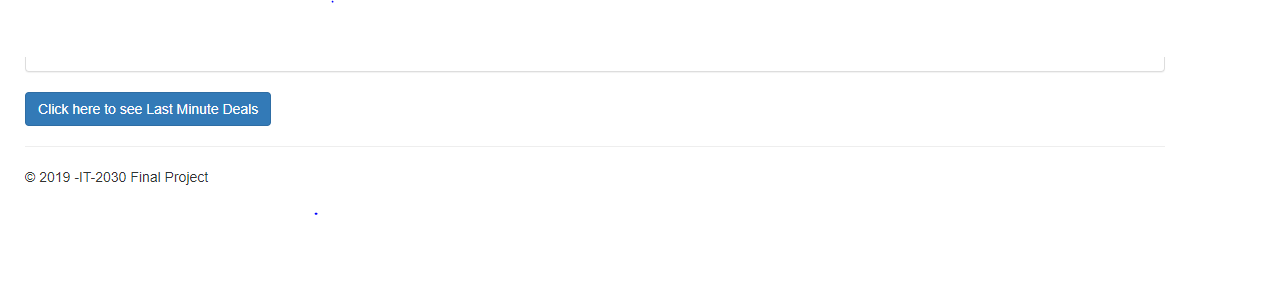 Click here to see Last Minute Deals
© 2019 -IT-2030 Final Project